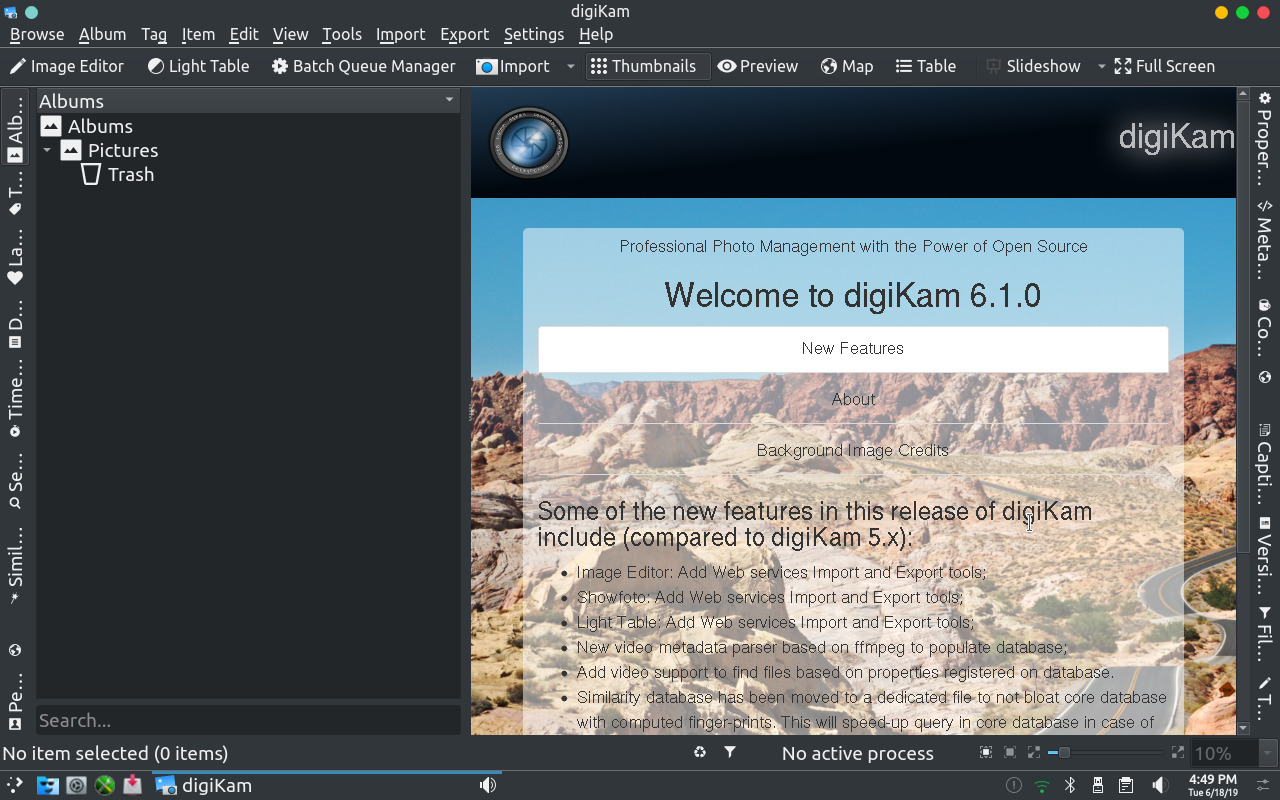 digiKam
Browse Album Tag Item Edit View Tools Import Export Settings Help
Image Editor Light Table Batch Queue Manager Import Thumbnails Preview Map Table Slideshow Full Screen
Alb...
T...
La...
D...
Time...
Se...
Simil...
Pe...
Albums
Albums
Pictures
Trash
Search...
digiKam
Professional Photo Management with the Power of Open Source
Welcome to digiKam 6.1.0
New Features
About
Background Image Credits
Some of the new features in this release of digiKam
include (compared to digiKam 5.x):
Image Editor: Add Web services Import and Export tools;
Showfoto: Add Web services Import and Export tools;
Light Table: Add Web services Import and Export tools;
New video metadata parser based on ffmpeg to populate database;
Add video support to find files based on properties registered on database.
Similarity database has been moved to a dedicated file to not bloat core database
with computed finger-prints. This will speed-up query in core database in case of
Proper...
Meta...
Co...
Capti...
Versi...
Fil...
T...
No item selected (0 items)
No active process
10%
digiKam
4:49 PM
Tue 6/18/19